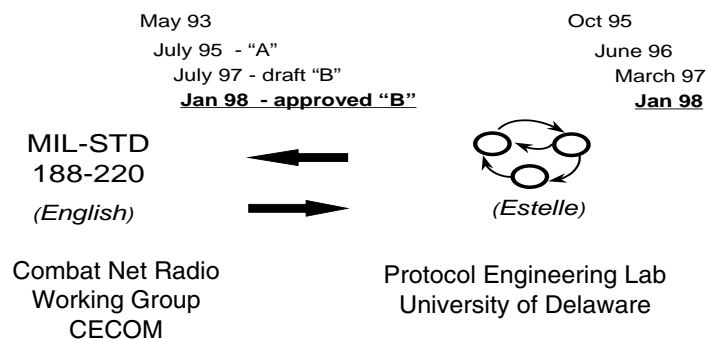 May 93
July 95 - “A”
July 97 - draft “B”
Jan 98 - approved “B”
Oct 95
June 96
March 97
Jan 98
MIL-STD
188-220
(English)
(Estelle)
Combat Net Radio
Working Group
CECOM
Protocol Engineering Lab
University of Delaware